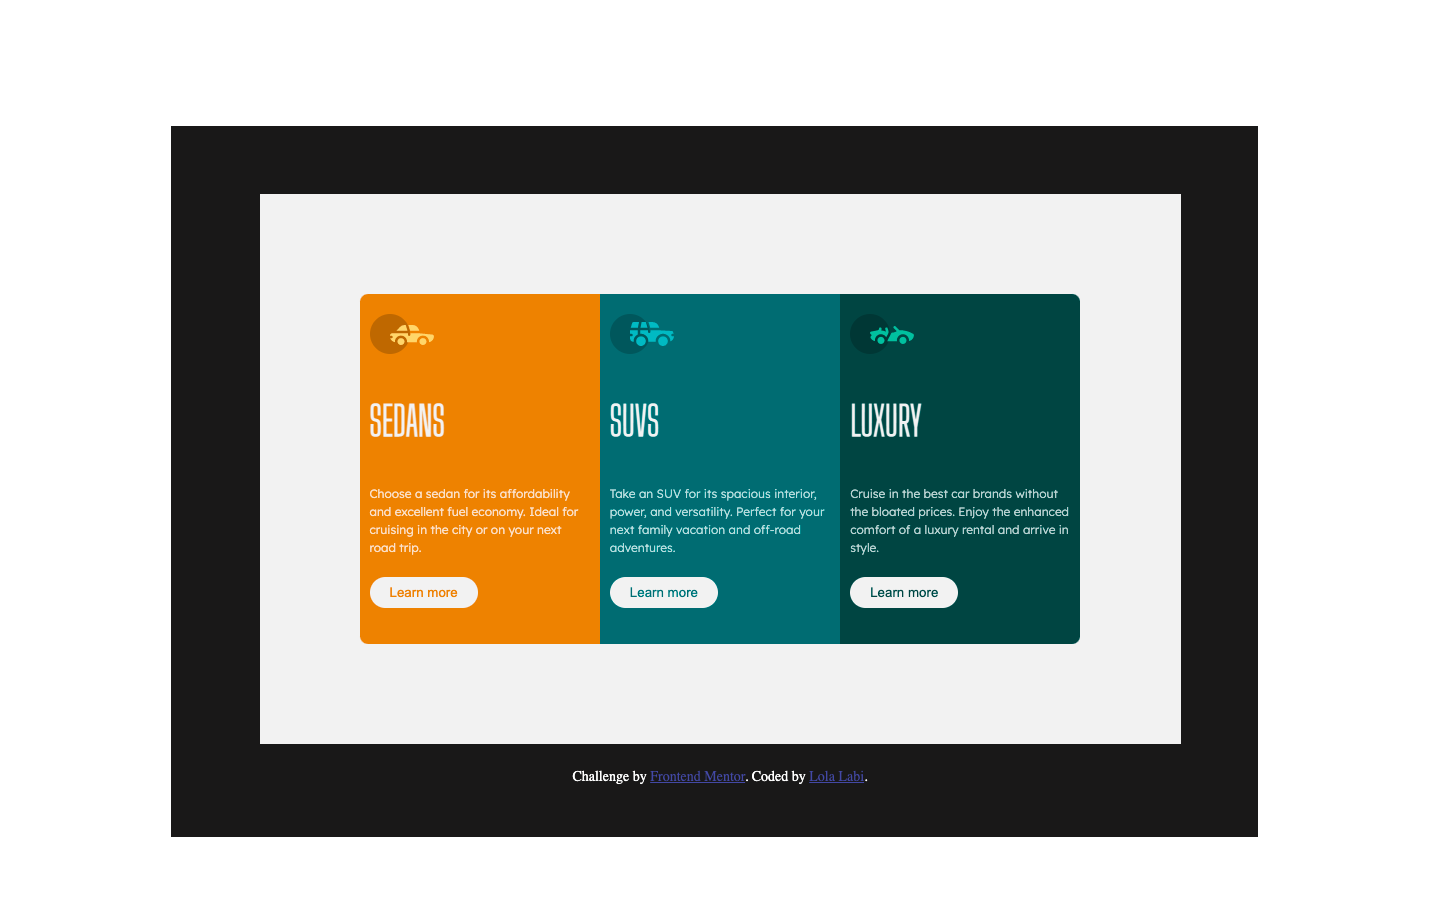 SEDANS
Choose a sedan for its affordability
and excellent fuel economy. Ideal for
cruising in the city or on your next
road trip.
Learn more
SUVS
Take an SUV for its spacious interior,
power, and versatility. Perfect for your
next family vacation and off-road
adventures.
Learn more
LUXURY
Cruise in the best car brands without
the bloated prices. Enjoy the enhanced
comfort of a luxury rental and arrive in
style.
Learn more
Challenge by Frontend Mentor. Coded by Lola Labi.